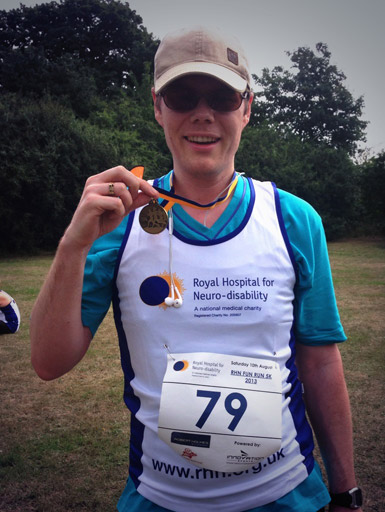 Royal Hospital for
Neuro-disability
A national medical charity
Royal Hospital for
Neuro-disability
Saturday 10th August
RHN FUN RUN 5K
2013
79
Powered by:
INNOVATION
www.rhn.org.uk